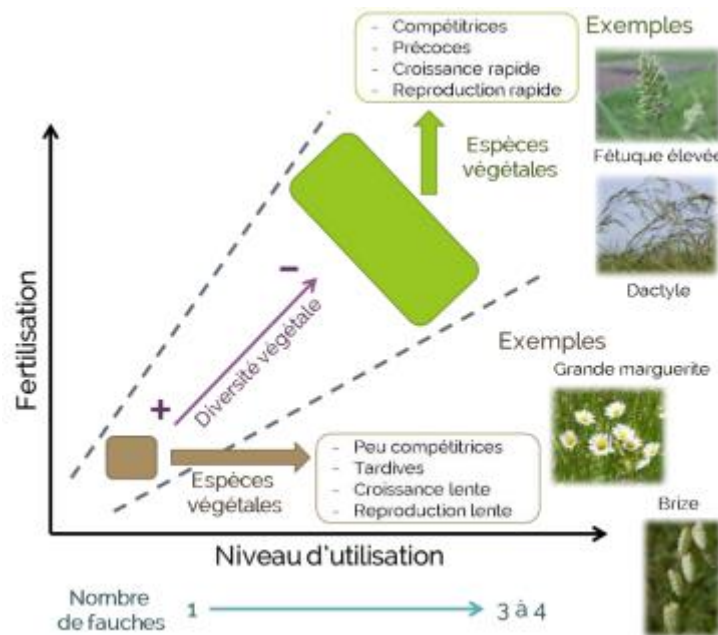 - Compétitrices
- Précoces
- Croissance rapide
- Reproduction rapide
Exemples
Espèces
végétales
Fétuque élevée
Dactyle
Fertilisation
-
Diversité végétale
+
Exemples
Grande marguerite
Espèces
végétales
- Peu compétitrices
- Tardives
- Croissance lente
- Reproduction lente
Brize
Niveau d'utilisation
Nombre
de fauches
1
3 à 4